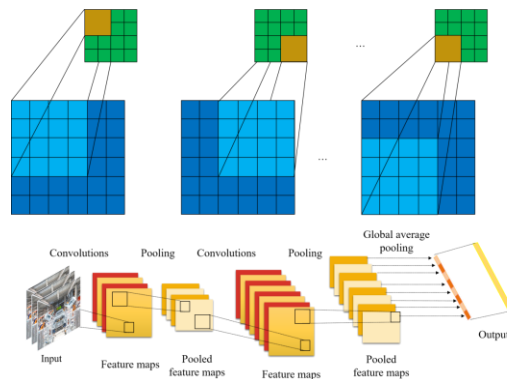 ...
...
Global average
pooling
Convolutions Pooling Convolutions Pooling
Input
Feature maps
Pooled
feature maps
Feature maps
Pooled
feature maps
Output